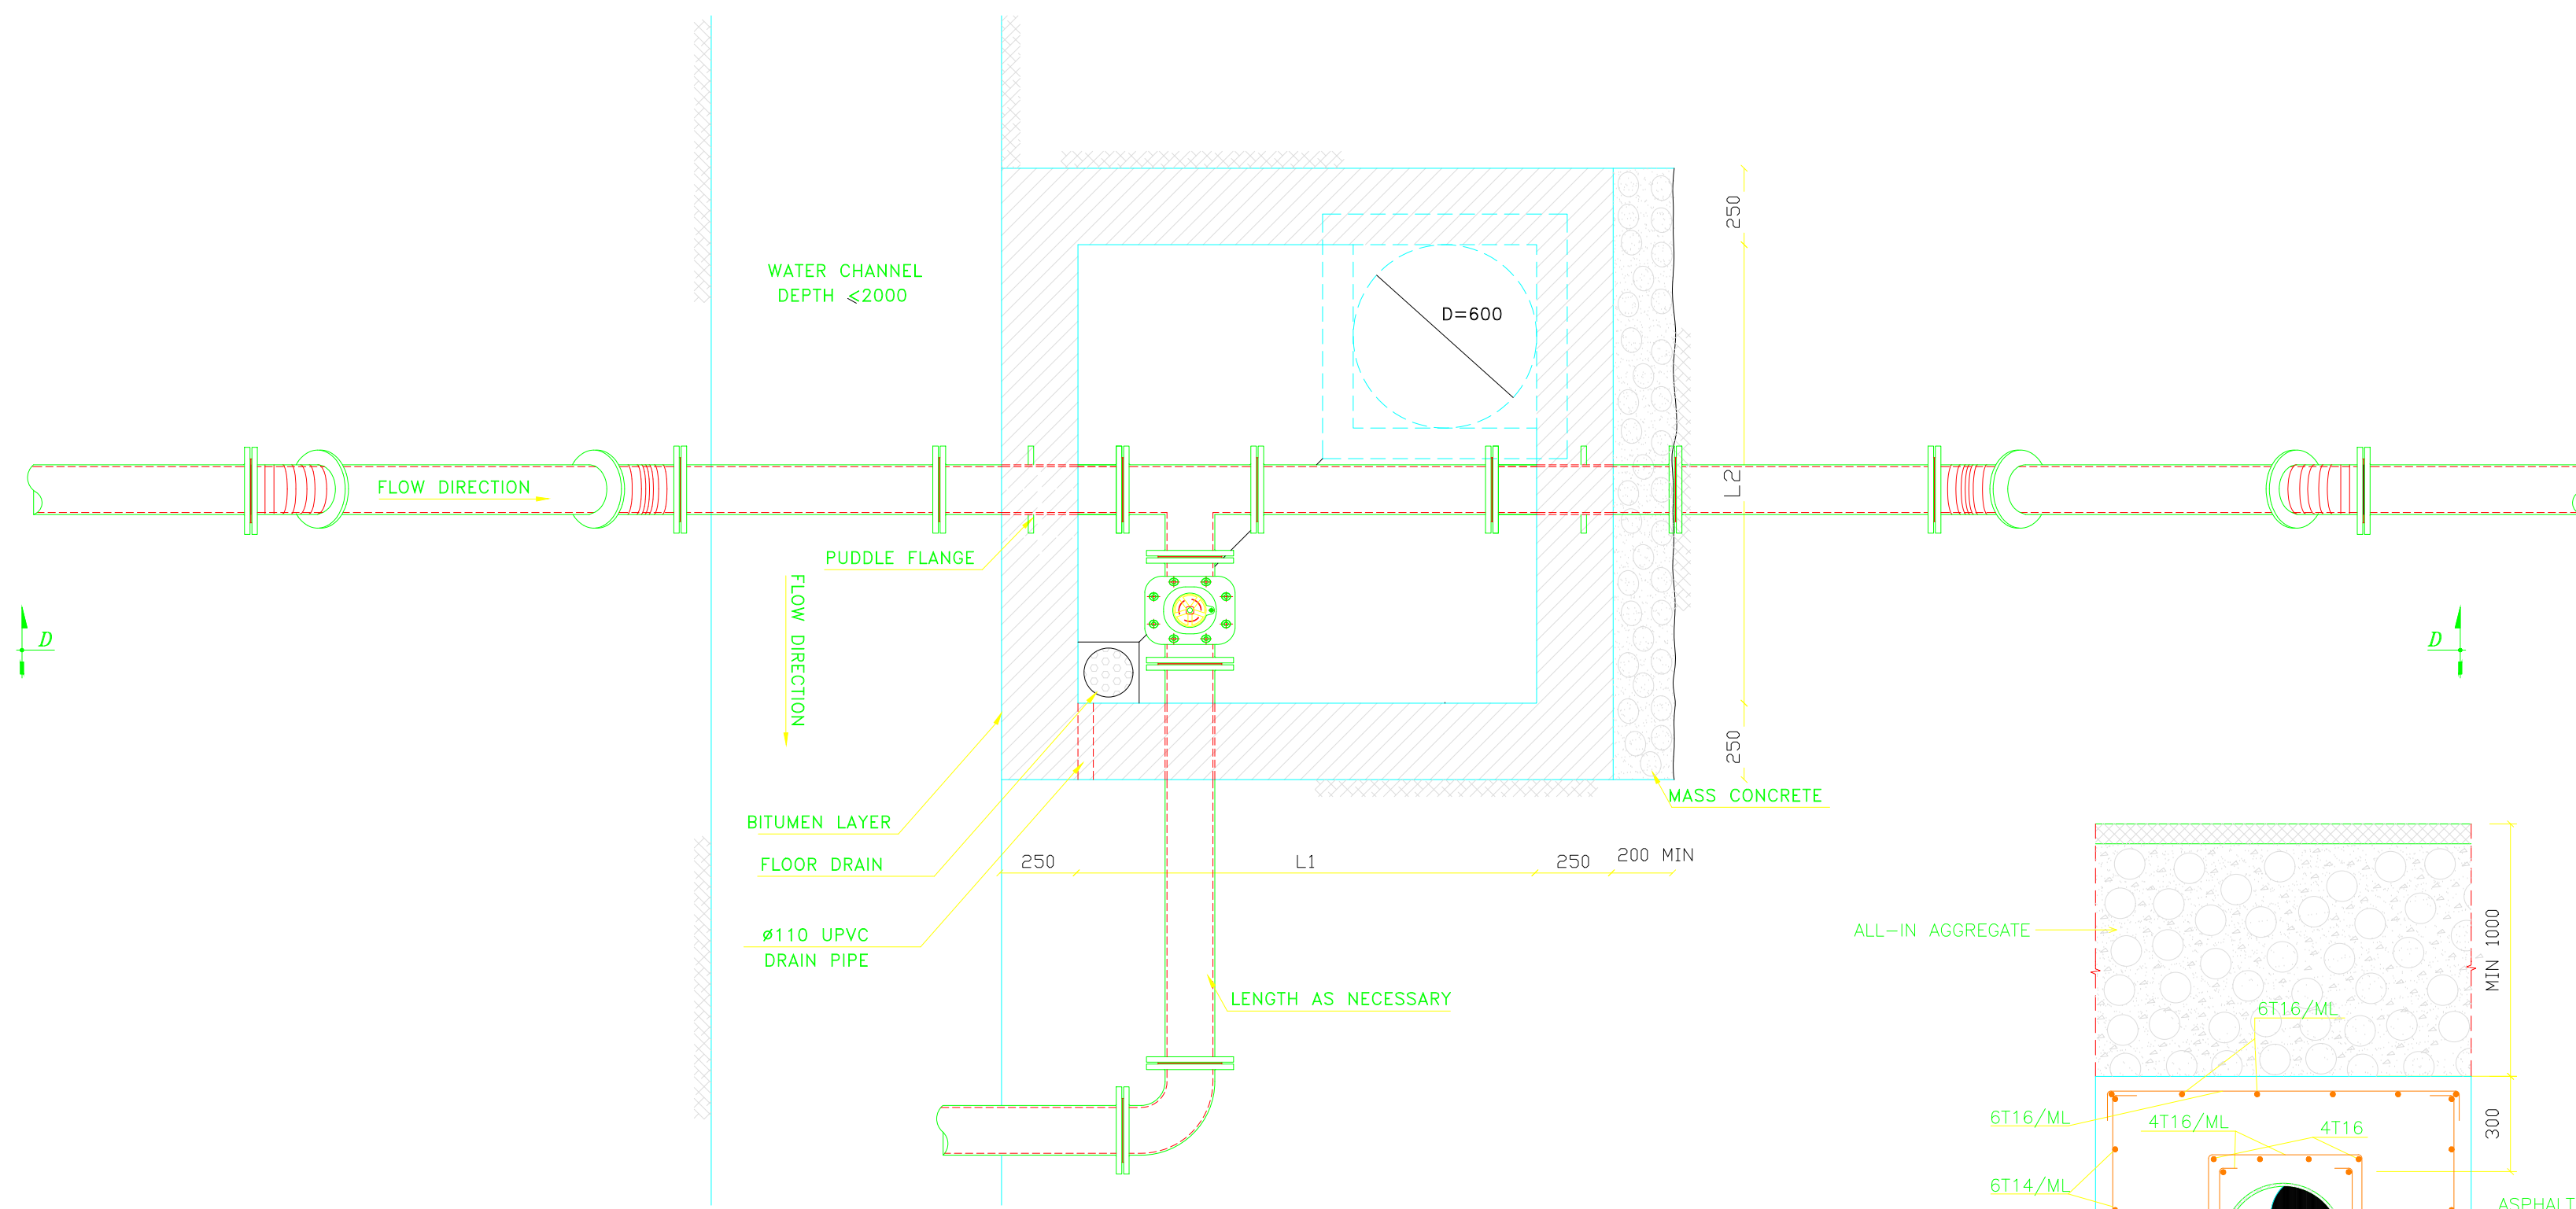 WATER CHANNEL
DEPTH ⩽2000
D=600
250
L2
250
FLOW DIRECTION
PUDDLE FLANGE
FLOW DIRECTION
D
D
MASS CONCRETE
BITUMEN LAYER
FLOOR DRAIN
250
L1
250
200 MIN
ø110 UPVC
DRAIN PIPE
LENGTH AS NECESSARY
ALL-IN AGGREGATE
MIN 1000
6T16/ML
6T16/ML
4T16/ML
4T16
300
6T14/ML
ASPHALT